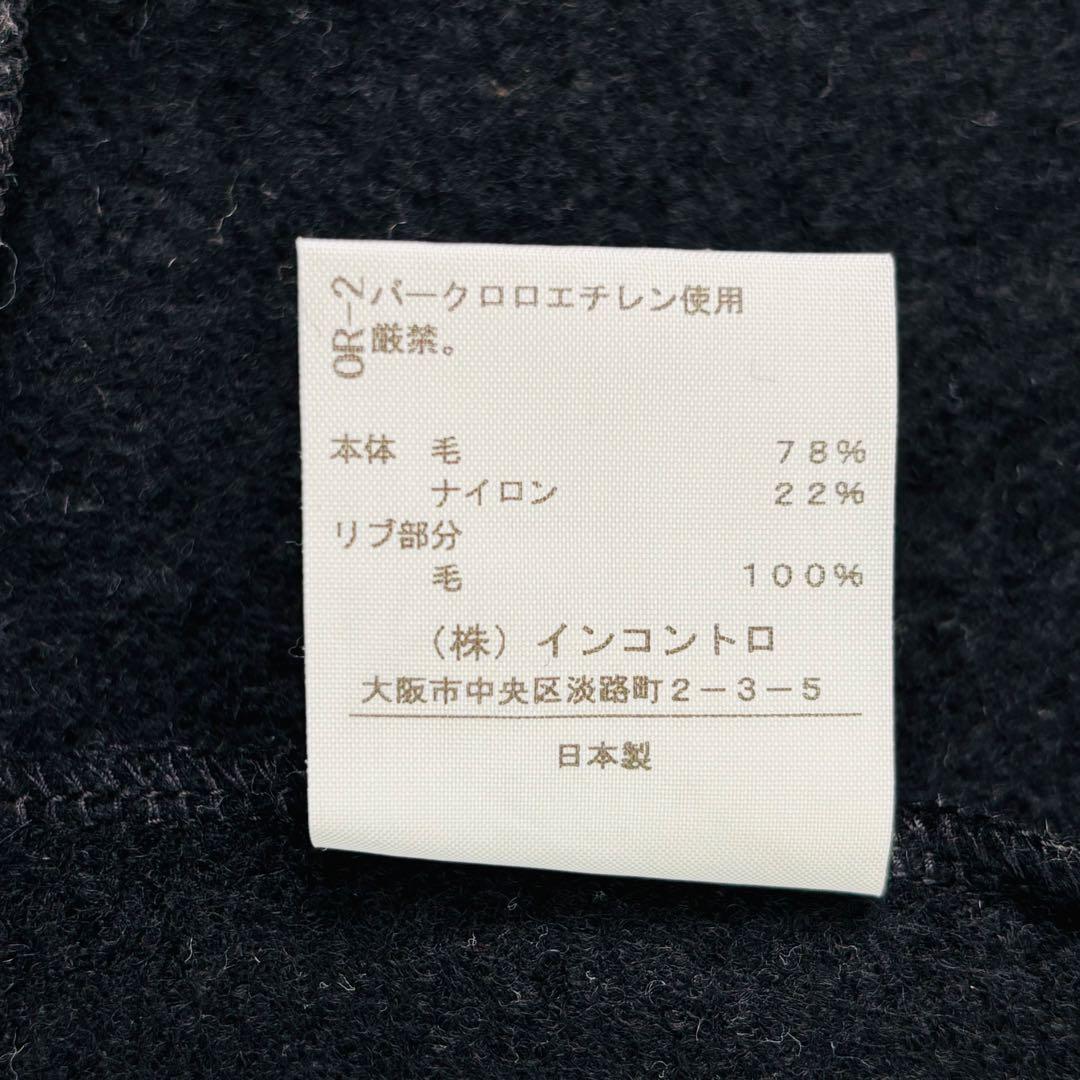 OR-2
パークロロエチレン使用
厳禁。
本体 毛 78%
ナイロン 22%
リブ部分
毛 100%
(株)インコントロ
大阪市中央区淡路町2-3-5
日本製